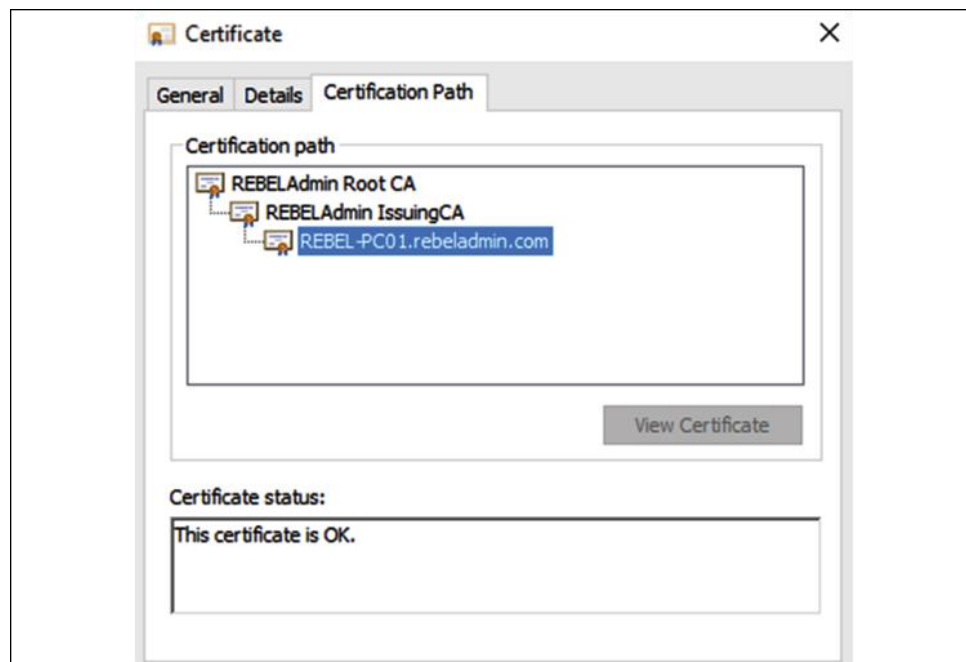 Certificate
General Details Certification Path
Certification path
REBELAdmin Root CA
REBELAdmin IssuingCA
REBEL-PC01.rebeladmin.com
View Certificate
Certificate status:
This certificate is OK.